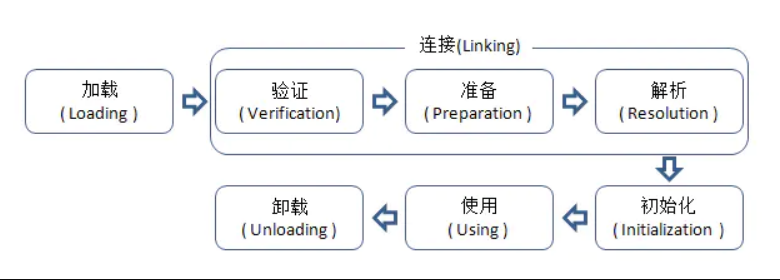 连接(Linking)
加载
( Loading )
验证
( Verification)
准备
( Preparation )
解析
( Resolution )
初始化
( Initialization )
使用
( Using )
卸载
( Unloading )